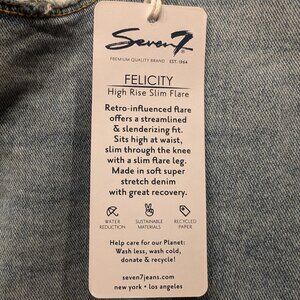 Seven7
PREMIUM QUALITY BRAND EST. 1964
FELICITY
High Rise Slim Flare
Retro-influenced flare
offers a streamlined
& slenderizing fit.
Sits high at waist,
slim through the knee
with a slim flare leg.
Made in soft super
stretch denim
with great recovery.
WATER REDUCTION
SUSTAINABLE MATERIALS
RECYCLED PAPER
Help care for our Planet:
Wash less, wash cold,
donate & recycle!
seven7jeans.com
new york • los angeles